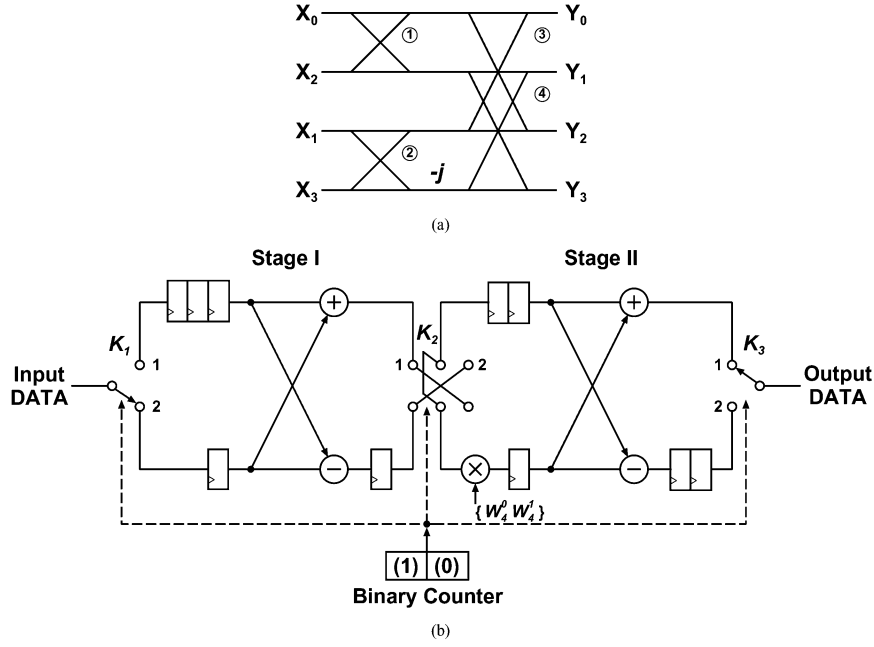 X₀ ① ③ Y₀
X₂ Y₁
④
X₁ ② Y₂
X₃ -j Y₃
(a)
Stage I Stage II
K₁ K₂ K₃
+ +
1 1 2 1
Input DATA
Output DATA
2 2
− × −
{ W₄⁰ W₄¹ }
(1) (0)
Binary Counter
(b)